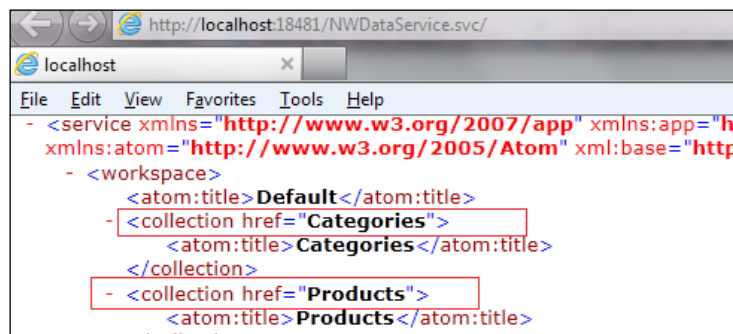 http://localhost:18481/NWDataService.svc/
localhost
File Edit View Favorites Tools Help
- <service xmlns="http://www.w3.org/2007/app" xmlns:app="h
xmlns:atom="http://www.w3.org/2005/Atom" xml:base="http
- <workspace>
<atom:title>Default</atom:title>
- <collection href="Categories">
<atom:title>Categories</atom:title>
</collection>
- <collection href="Products">
<atom:title>Products</atom:title>